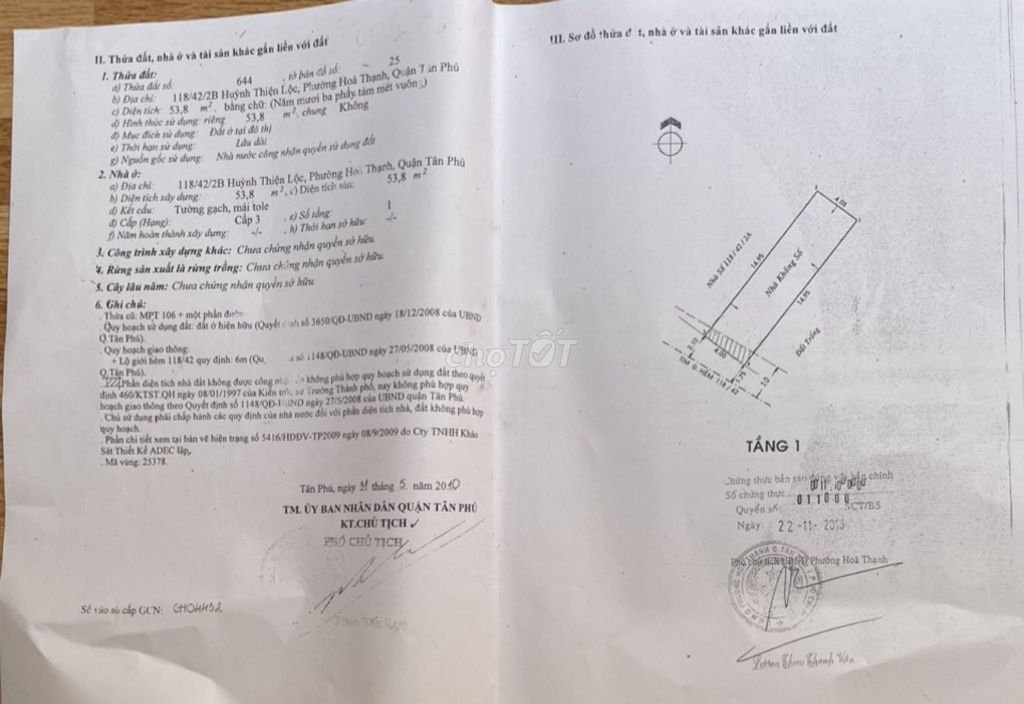 II. Thửa đất, nhà ở và tài sản khác gắn liền với đất
1. Thửa đất:
a) Thửa đất số: 644 , tờ bản đồ số: 25
b) Địa chỉ: 118/42/2B Huỳnh Thiện Lộc, Phường Hoà Thạnh, Quận Tân Phú
c) Diện tích: 53,8 m², bằng chữ: (Năm mươi ba phẩy tám mét vuông)
d) Hình thức sử dụng: riêng 53,8 m², chung Không
đ) Mục đích sử dụng: Đất ở tại đô thị
e) Thời hạn sử dụng: Lâu dài
g) Nguồn gốc sử dụng: Nhà nước công nhận quyền sử dụng đất
2. Nhà ở:
a) Địa chỉ: 118/42/2B Huỳnh Thiện Lộc, Phường Hoà Thạnh, Quận Tân Phú
b) Diện tích xây dựng: 53,8 m², c) Diện tích sàn: 53,8 m²
d) Kết cấu: Tường gạch, mái tole
đ) Cấp (Hạng): Cấp 3 , e) Số tầng: 1
f) Năm hoàn thành xây dựng: -/- , h) Thời hạn sở hữu: -/-
3. Công trình xây dựng khác: Chưa chứng nhận quyền sở hữu.
4. Rừng sản xuất là rừng trồng: Chưa chứng nhận quyền sở hữu.
5. Cây lâu năm: Chưa chứng nhận quyền sở hữu.
6. Ghi chú:
. Thửa cũ: MPT 106 + một phần
. Quy hoạch sử dụng đất: đất ở hiện hữu (Quyết định số 3650/QĐ-UBND ngày 18/12/2008 của UBND
Q.Tân Phú).
. Quy hoạch giao thông:
+ Lộ giới hẻm 118/42 quy định: 6m (Qu số 1148/QĐ-UBND ngày 27/05/2008 của UBND
Q.Tân Phú).
Phần diện tích nhà đất không được công nhận do không phù hợp quy hoạch sử dụng đất theo quyết
định 460/KTST.QH ngày 08/01/1997 của Kiến trúc sư Trưởng Thành phố, nay không phù hợp quy
hoạch giao thông theo Quyết định số 1148/QĐ-UBND ngày 27/5/2008 của UBND quận Tân Phú.
. Chủ sử dụng phải chấp hành các quy định của nhà nước đối với phần diện tích nhà, đất không phù hợp
quy hoạch.
. Phần chi tiết xem tại bản vẽ hiện trạng số 5416/HDĐV-TP2009 ngày 08/9/2009 do Cty TNHH Khảo
Sát Thiết Kế ADEC lập.
. Mã vùng: 25378.
Tân Phú, ngày 31 tháng 5. năm 2010
TM. ỦY BAN NHÂN DÂN QUẬN TÂN PHÚ
KT.CHỦ TỊCH
PHÓ CHỦ TỊCH
Số vào sổ cấp GCN:
III. Sơ đồ thửa đất, nhà ở và tài sản khác gắn liền với đất
4.05
Nhà Số 118/42/2A
14.95
Nhà Không Số
14.95
Đất Trống
2.10
4.00
1.25
3.0
TIM Đ. HẺM 118/42
TẦNG 1
Chứng thực bản sao đúng với bản chính
Số chứng thực: 011000
Quyển số: SCT/BS
Ngày: 22-11-2013
Phó chủ tịch UBND Phường Hoà Thạnh
Chợ TỐT